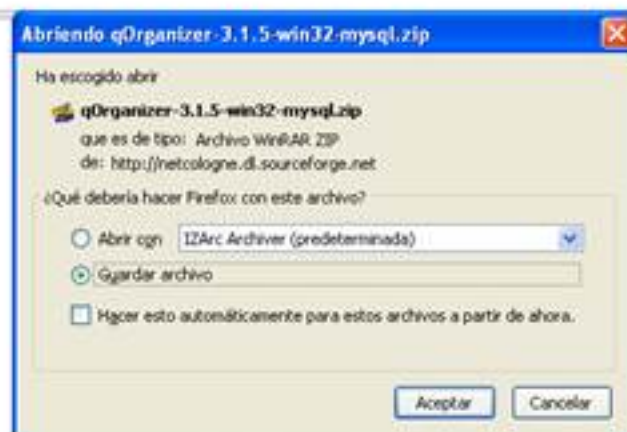 Abriendo qOrganizer-3.1.5-win32-mysql.zip
Ha escogido abrir
qOrganizer-3.1.5-win32-mysql.zip
que es de tipo: Archivo WinRAR ZIP
de: http://netcologne.dl.sourceforge.net
¿Qué debería hacer Firefox con este archivo?
Abrir con IZArc Archiver (predeterminada)
Guardar archivo
Hacer esto automáticamente para estos archivos a partir de ahora.
Aceptar Cancelar